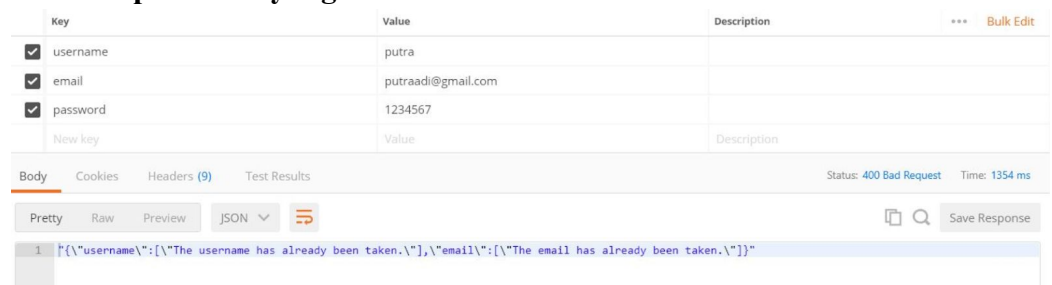 Key Value Description ••• Bulk Edit
username putra
email putraadi@gmail.com
password 1234567
New key Value Description
Body Cookies Headers (9) Test Results Status: 400 Bad Request Time: 1354 ms
Pretty Raw Preview JSON Save Response
1 "{\"username\":[\"The username has already been taken.\"],\"email\":[\"The email has already been taken.\"]}"